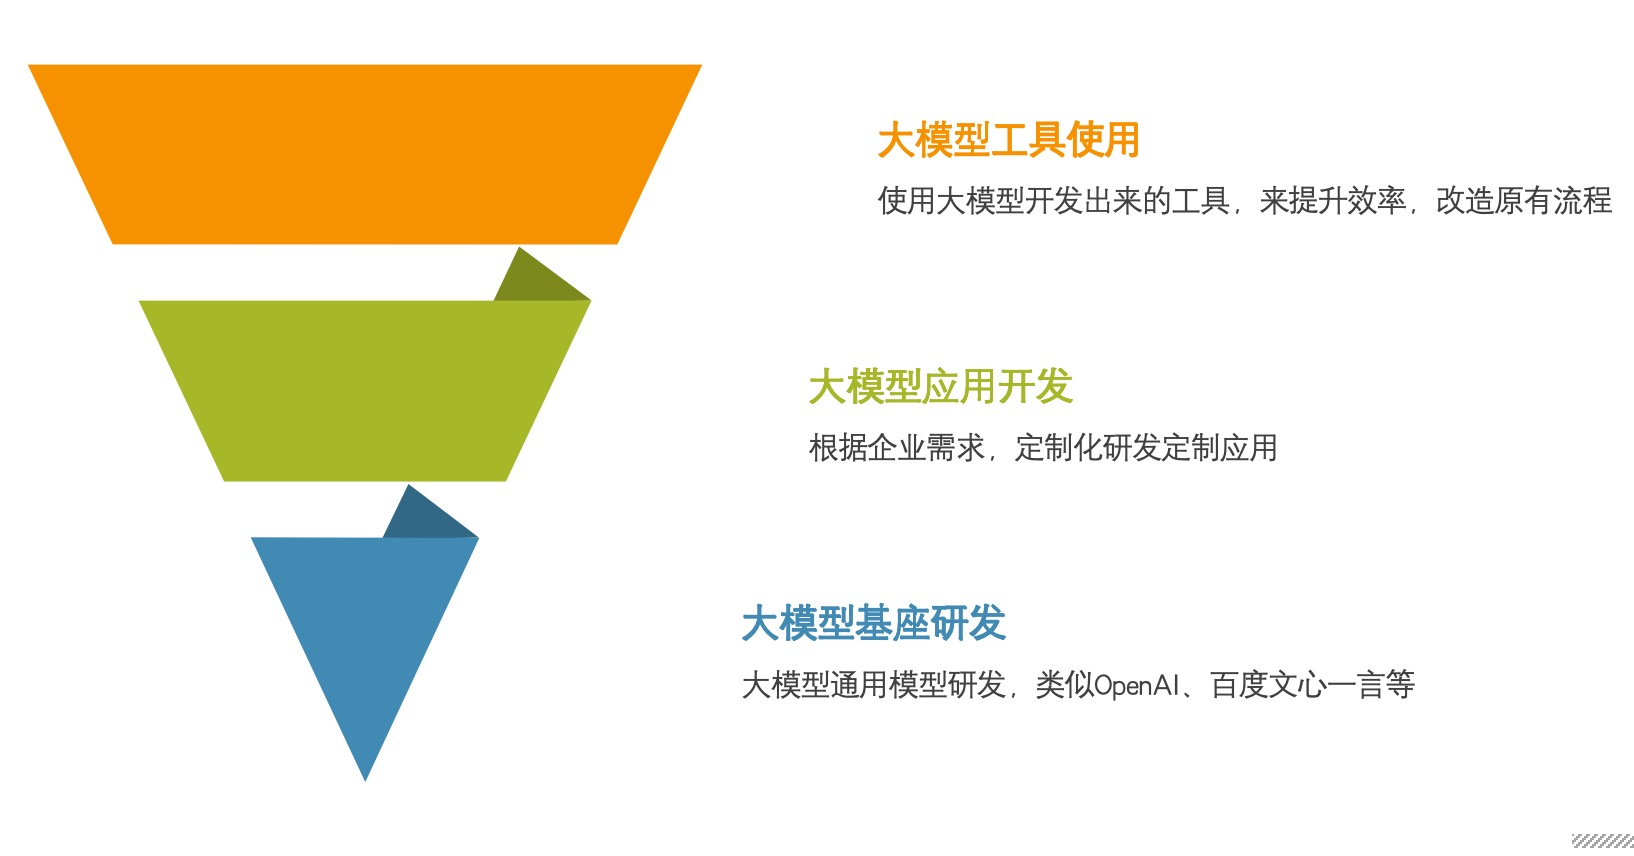 大模型工具使用
使用大模型开发出来的工具，来提升效率，改造原有流程
大模型应用开发
根据企业需求，定制化研发定制应用
大模型基座研发
大模型通用模型研发，类似OpenAI、百度文心一言等